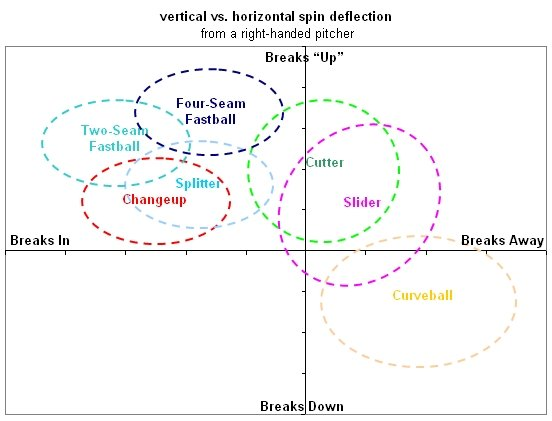 vertical vs. horizontal spin deflection
from a right-handed pitcher
Breaks “Up”
Four-Seam
Fastball
Two-Seam
Fastball
Cutter
Splitter
Changeup
Slider
Breaks In
Breaks Away
Curveball
Breaks Down